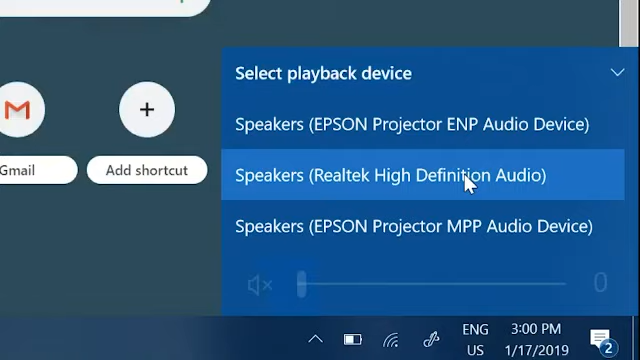 Select playback device
Speakers (EPSON Projector ENP Audio Device)
Gmail
Add shortcut
Speakers (Realtek High Definition Audio)
Speakers (EPSON Projector MPP Audio Device)
0
ENG
US
3:00 PM
1/17/2019
2